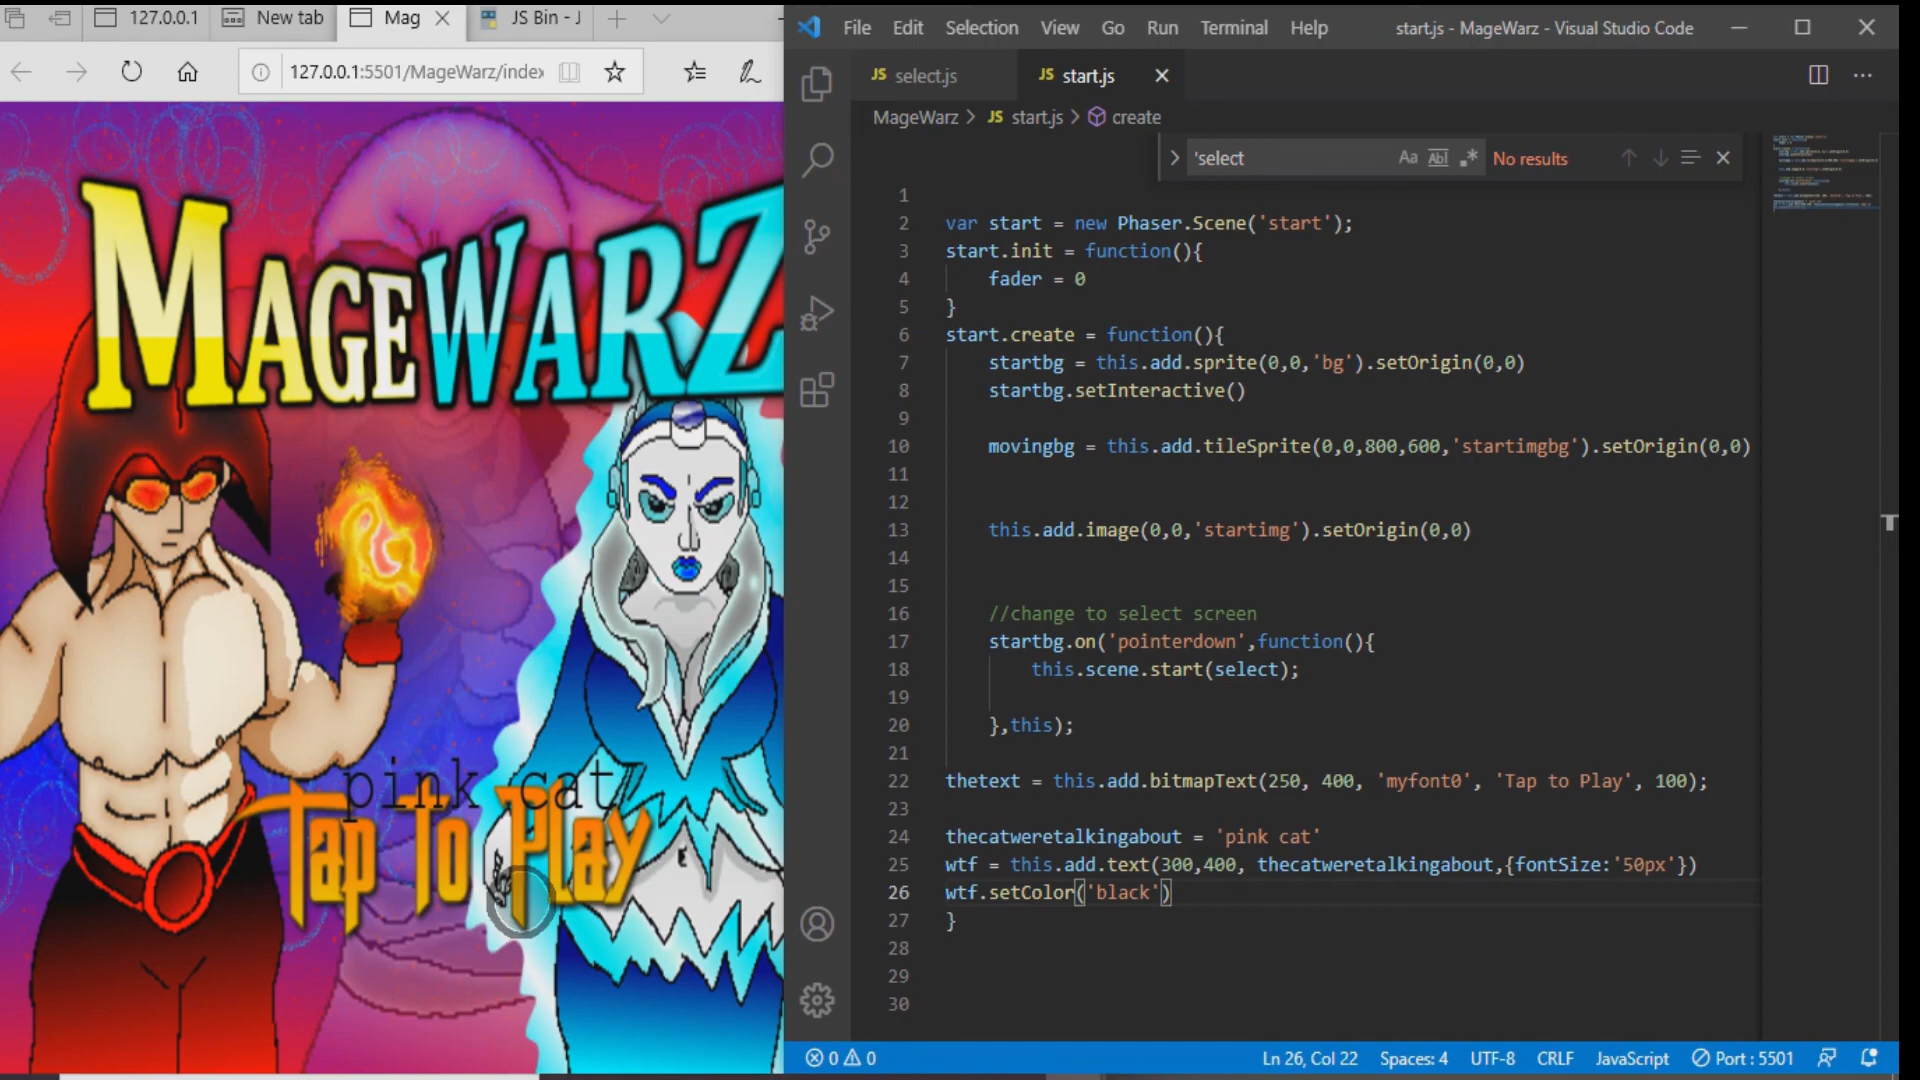 127.0.0.1
New tab
Mag
JS Bin - J
127.0.0.1:5501/MageWarz/index
MAGEWARZ
pink cat
Tap To Play
File Edit Selection View Go Run Terminal Help
start.js - MageWarz - Visual Studio Code
JS select.js
JS start.js
MageWarz > JS start.js > create
'select
Aa Abl .*
No results
1
2 var start = new Phaser.Scene('start');
3 start.init = function(){
4 fader = 0
5 }
6 start.create = function(){
7 startbg = this.add.sprite(0,0,'bg').setOrigin(0,0)
8 startbg.setInteractive()
9
10 movingbg = this.add.tileSprite(0,0,800,600,'startimgbg').setOrigin(0,0)
11
12
13 this.add.image(0,0,'startimg').setOrigin(0,0)
14
15
16 //change to select screen
17 startbg.on('pointerdown',function(){
18 this.scene.start(select);
19
20 },this);
21
22 thetext = this.add.bitmapText(250, 400, 'myfont0', 'Tap to Play', 100);
23
24 thecatweretalkingabout = 'pink cat'
25 wtf = this.add.text(300,400, thecatweretalkingabout,{fontSize:'50px'})
26 wtf.setColor('black')
27 }
28
29
30
0 0
Ln 26, Col 22 Spaces: 4 UTF-8 CRLF JavaScript Port : 5501